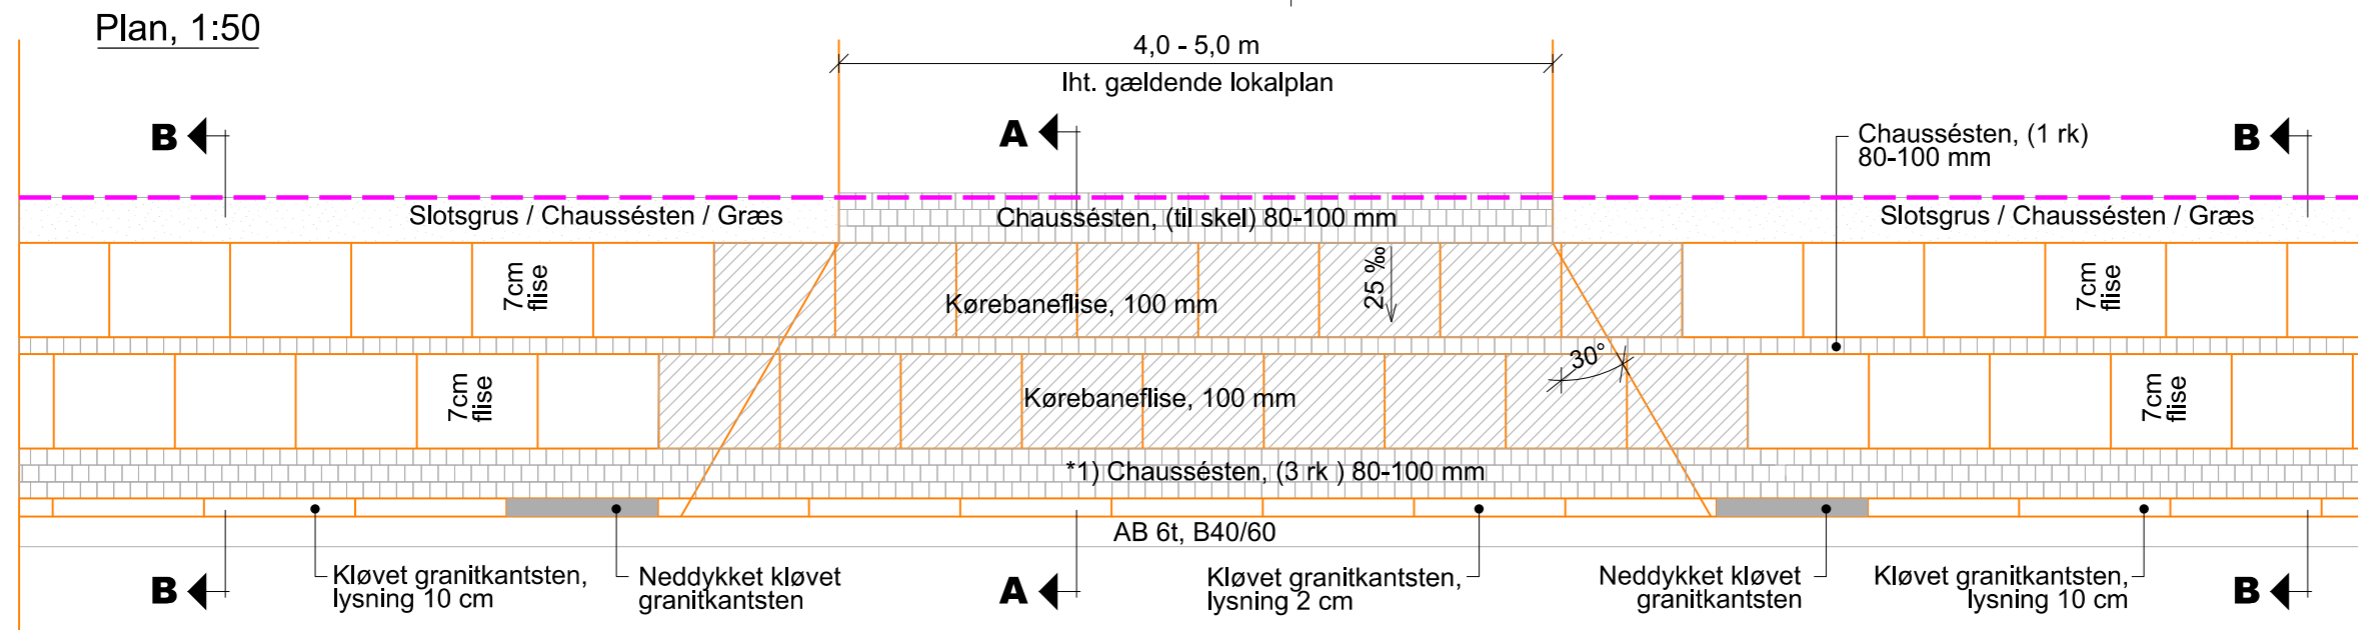 Plan, 1:50
4,0 - 5,0 m
Iht. gældende lokalplan
B
A
B
Chaussésten, (1 rk)
80-100 mm
Slotsgrus / Chaussésten / Græs
Chaussésten, (til skel) 80-100 mm
Slotsgrus / Chaussésten / Græs
7cm
flise
Kørebaneflise, 100 mm
25 ‰
7cm
flise
30°
7cm
flise
Kørebaneflise, 100 mm
7cm
flise
*1) Chaussésten, (3 rk ) 80-100 mm
AB 6t, B40/60
B
Kløvet granitkantsten,
lysning 10 cm
Neddykket kløvet
granitkantsten
A
Kløvet granitkantsten,
lysning 2 cm
Neddykket kløvet
granitkantsten
Kløvet granitkantsten,
lysning 10 cm
B